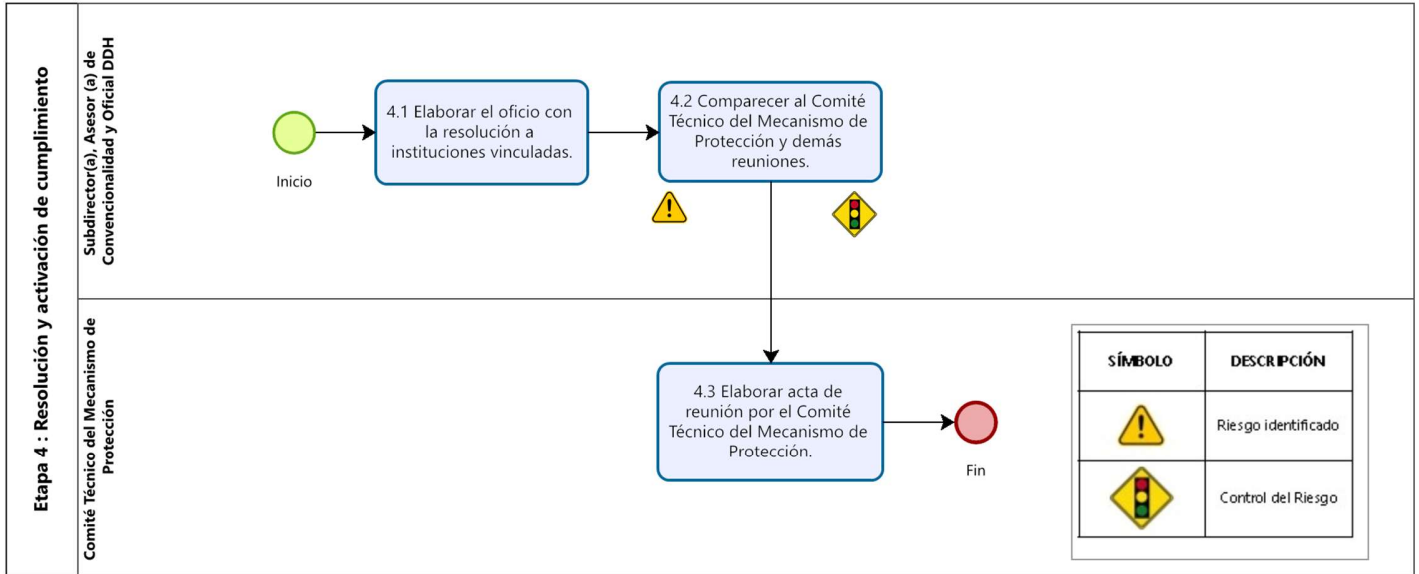 Etapa 4 : Resolución y activación de cumplimiento
Subdirector(a), Asesor (a) de
Convencionalidad y Oficial DDH
Inicio
4.1 Elaborar el oficio con
la resolución a
instituciones vinculadas.
4.2 Comparecer al Comité
Técnico del Mecanismo de
Protección y demás
reuniones.
Comité Técnico del Mecanismo de
Protección
4.3 Elaborar acta de
reunión por el Comité
Técnico del Mecanismo de
Protección.
Fin
SÍMBOLO
DESCRIPCIÓN
Riesgo identificado
Control del Riesgo